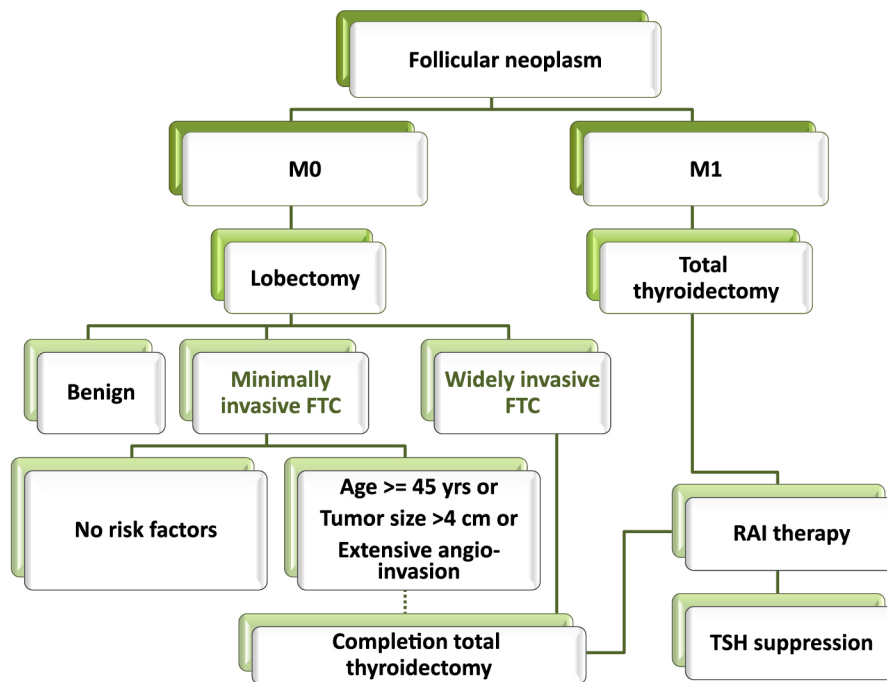 Follicular neoplasm
M0
M1
Lobectomy
Total
thyroidectomy
Benign
Minimally
invasive FTC
Widely invasive
FTC
No risk factors
Age >= 45 yrs or
Tumor size >4 cm or
Extensive angio-
invasion
RAI therapy
Completion total
thyroidectomy
TSH suppression